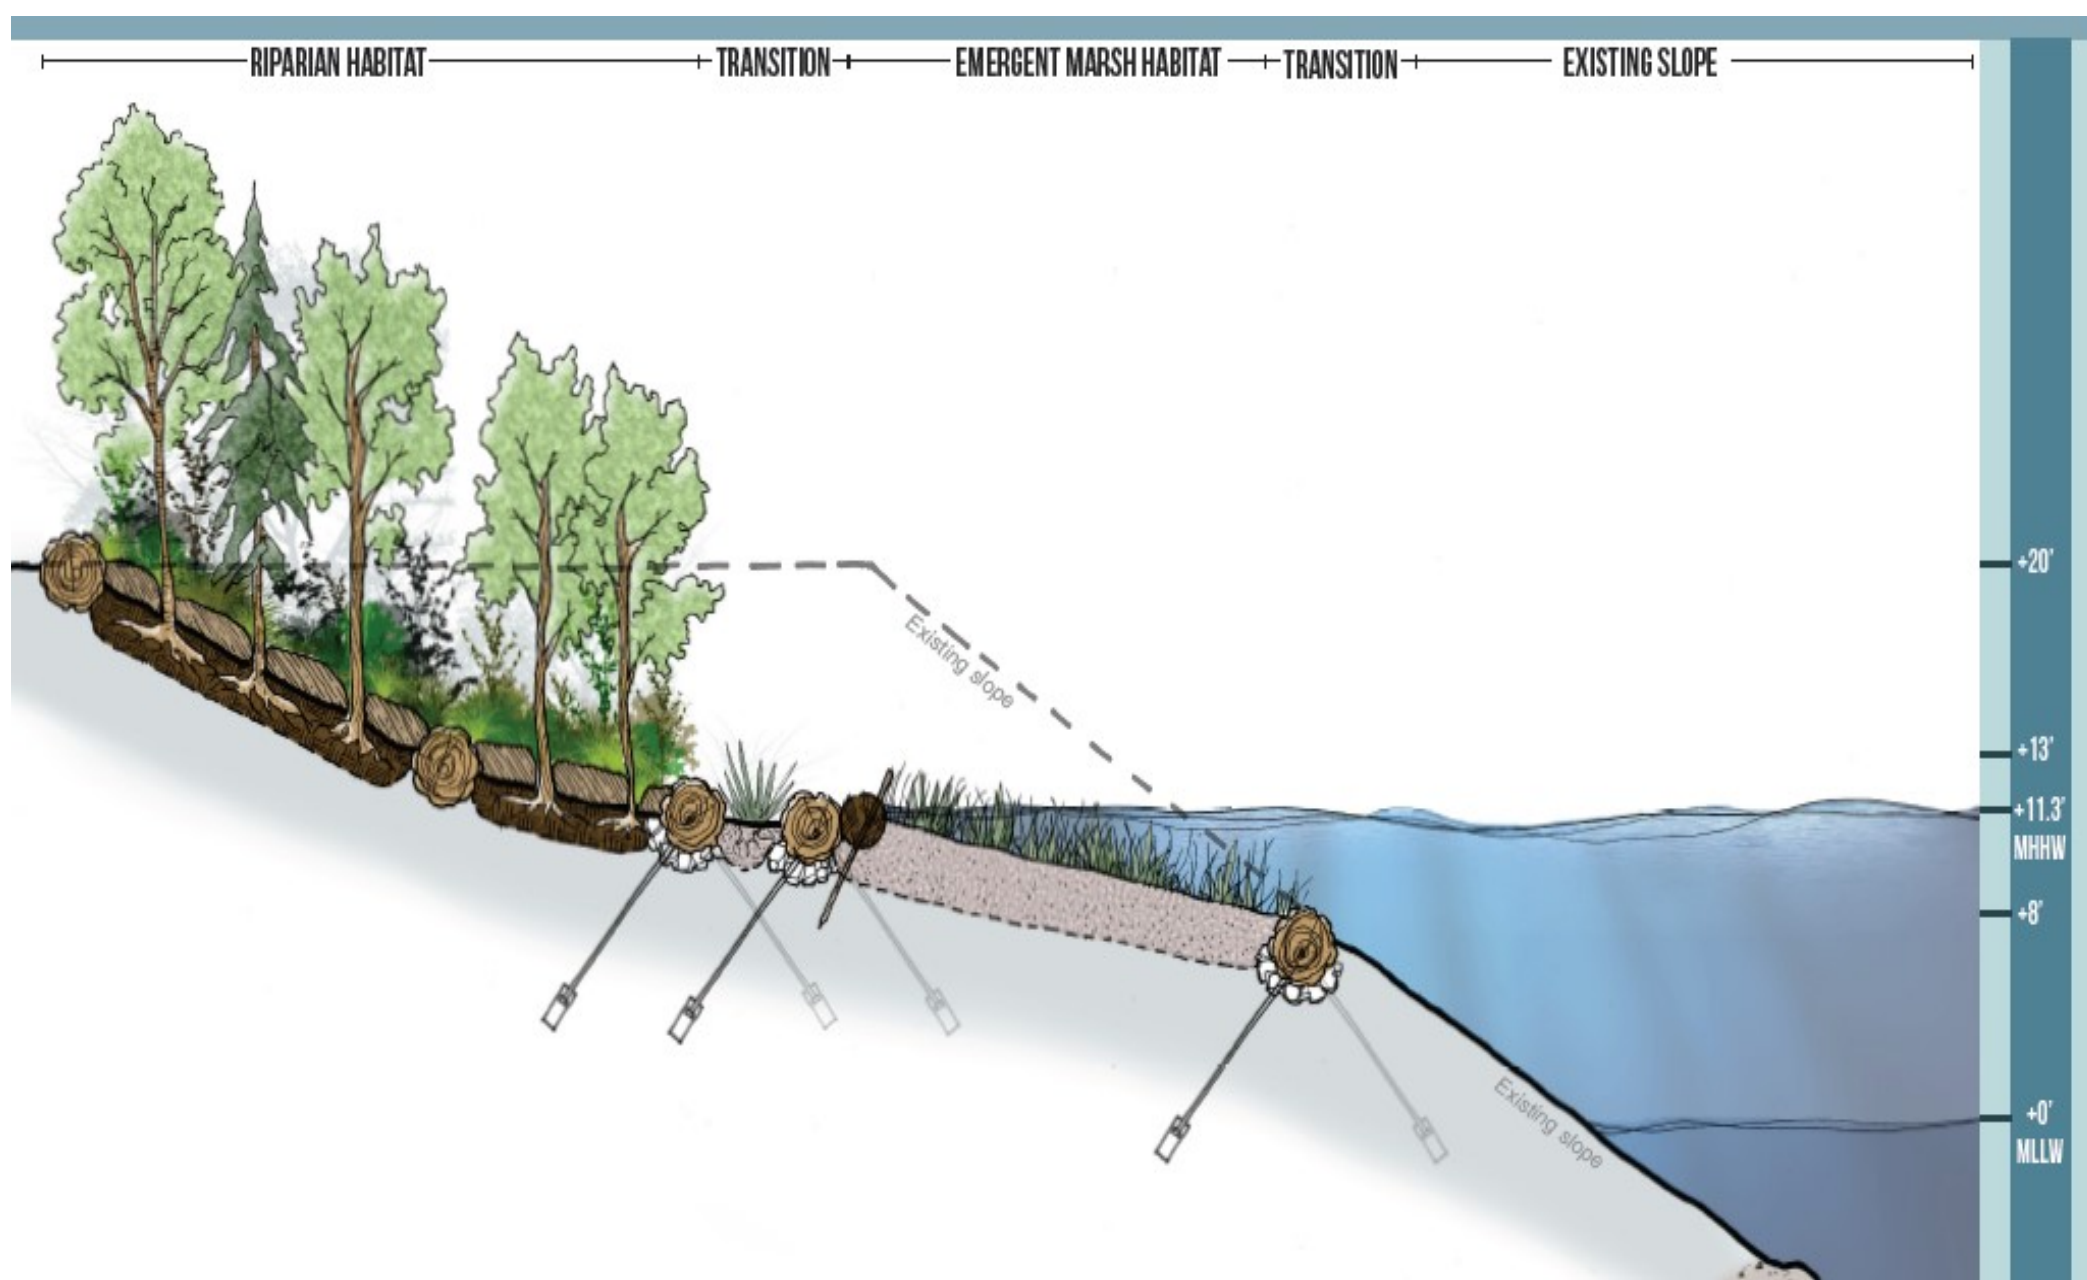 RIPARIAN HABITAT
TRANSITION
EMERGENT MARSH HABITAT
TRANSITION
EXISTING SLOPE
+20'
Existing slope
+13'
+11.3'
MHHW
+8'
Existing slope
+0'
MLLW